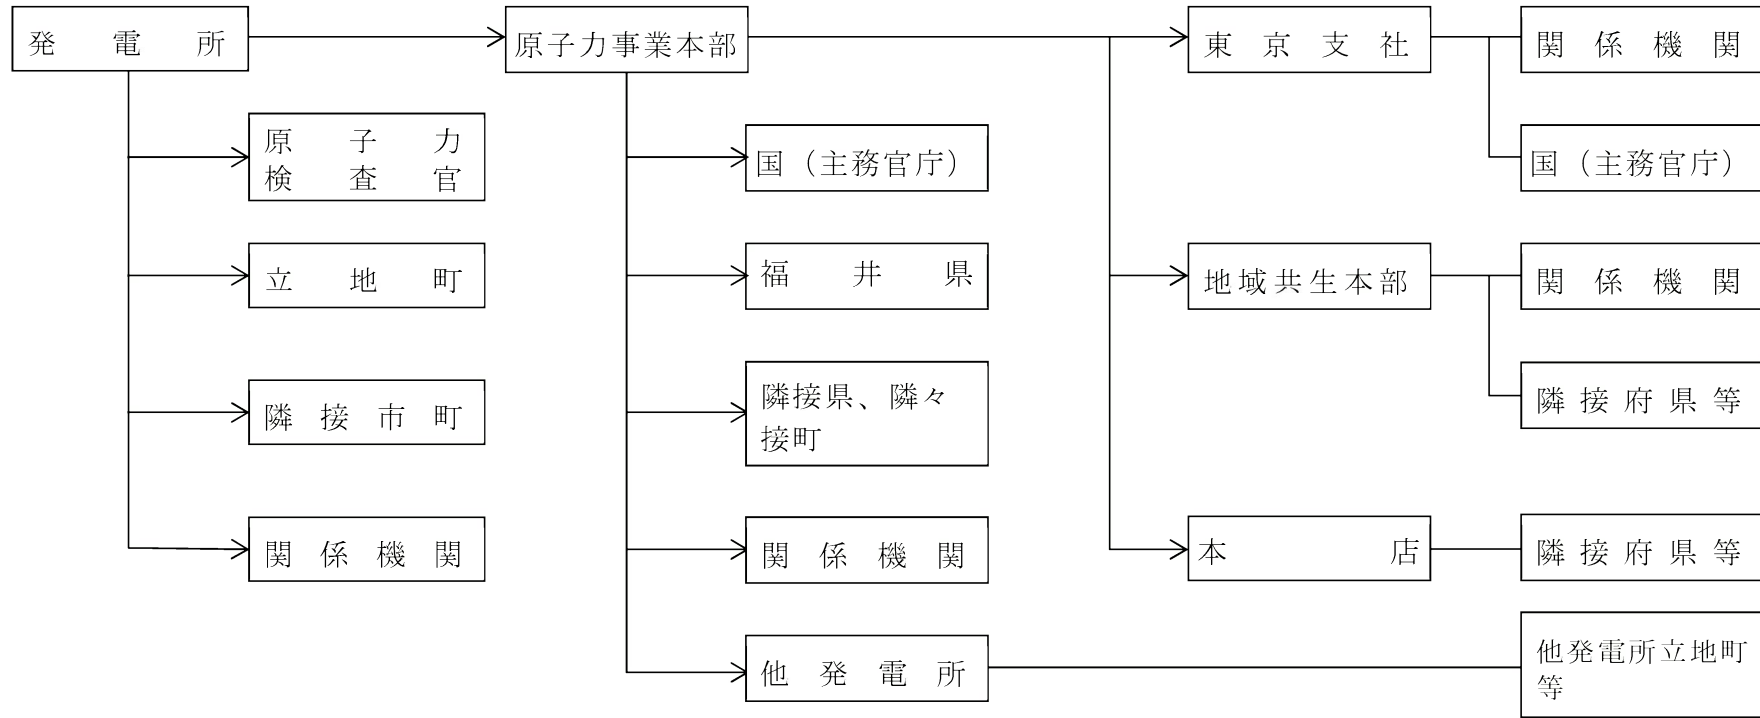 発電所
原子力事業本部
東京支社
関係機関
原子力
検査官
国（主務官庁）
国（主務官庁）
立地町
福井県
地域共生本部
関係機関
隣接市町
隣接県、隣々
接町
隣接府県等
関係機関
関係機関
本店
隣接府県等
他発電所
他発電所立地町
等